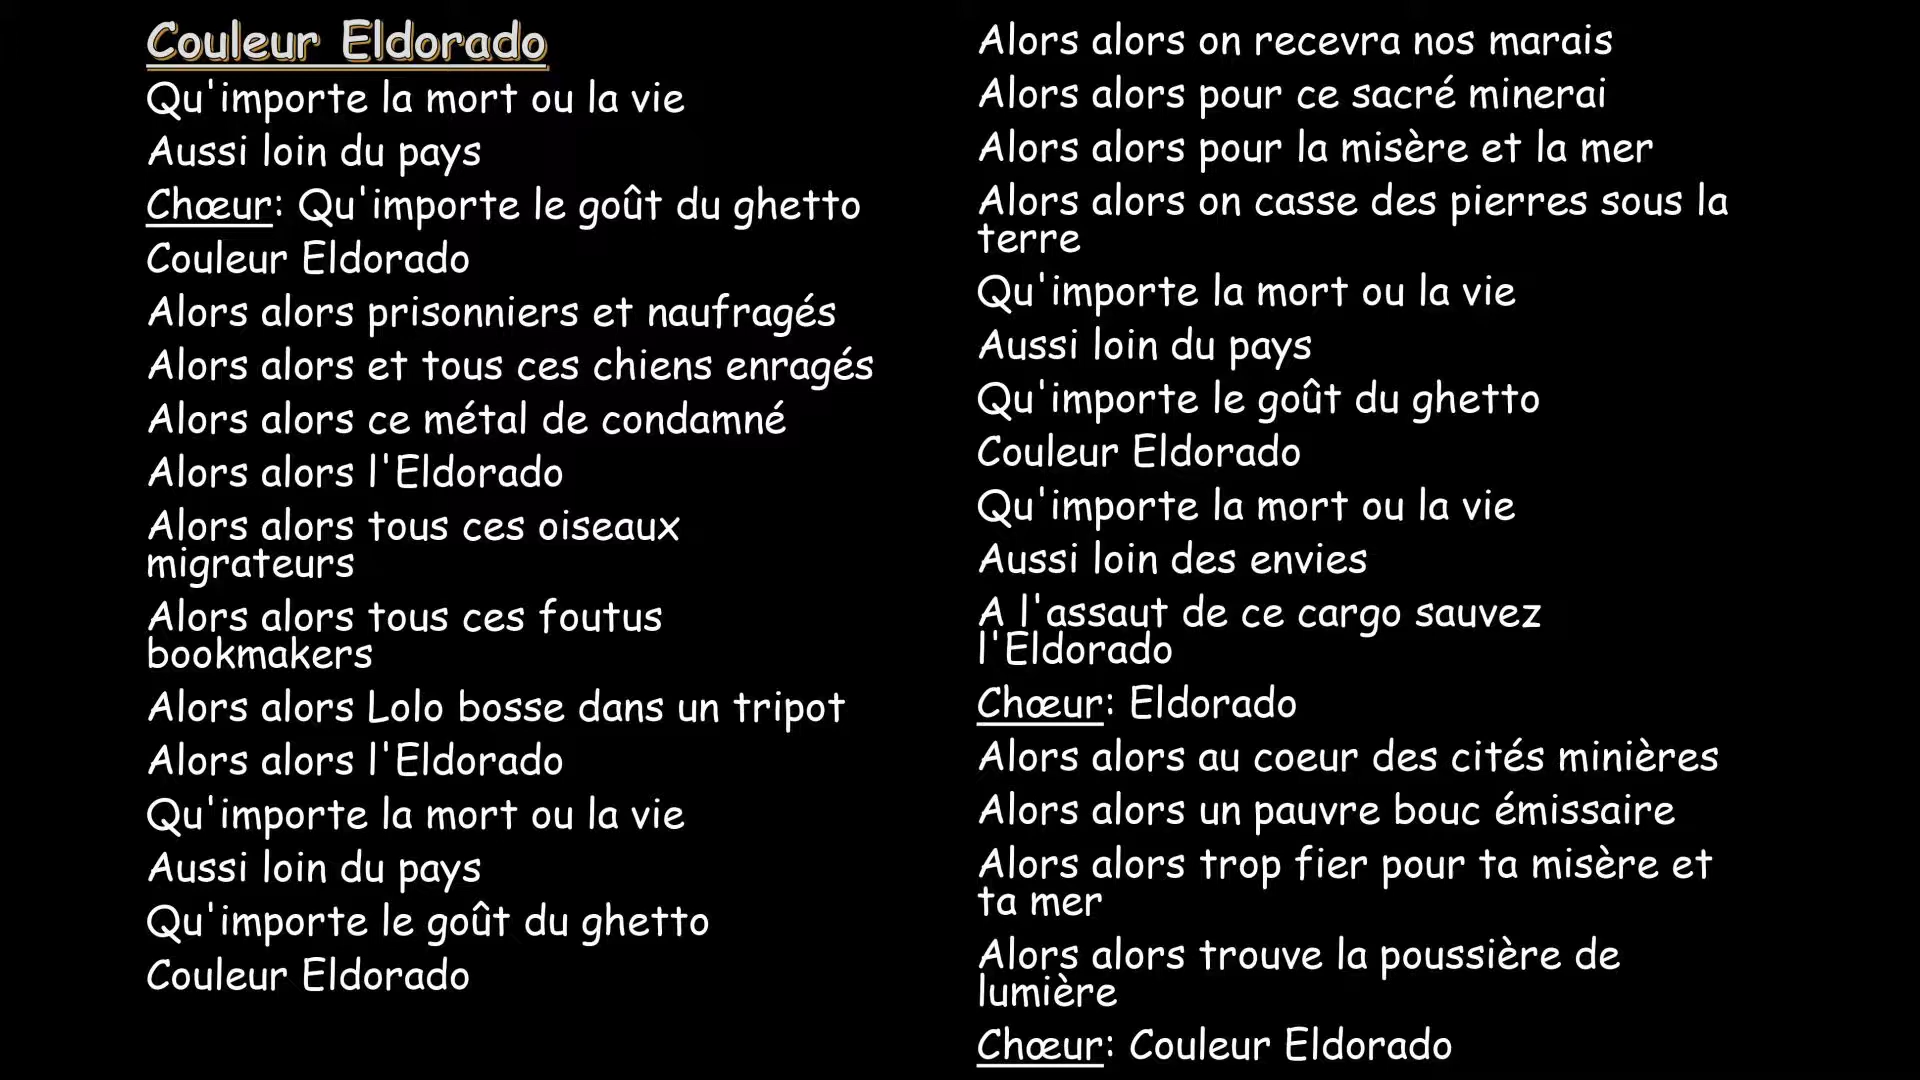 Couleur Eldorado
Qu'importe la mort ou la vie
Aussi loin du pays
Chœur: Qu'importe le goût du ghetto
Couleur Eldorado
Alors alors prisonniers et naufragés
Alors alors et tous ces chiens enragés
Alors alors ce métal de condamné
Alors alors l'Eldorado
Alors alors tous ces oiseaux
migrateurs
Alors alors tous ces foutus
bookmakers
Alors alors Lolo bosse dans un tripot
Alors alors l'Eldorado
Qu'importe la mort ou la vie
Aussi loin du pays
Qu'importe le goût du ghetto
Couleur Eldorado
Alors alors on recevra nos marais
Alors alors pour ce sacré minerai
Alors alors pour la misère et la mer
Alors alors on casse des pierres sous la
terre
Qu'importe la mort ou la vie
Aussi loin du pays
Qu'importe le goût du ghetto
Couleur Eldorado
Qu'importe la mort ou la vie
Aussi loin des envies
A l'assaut de ce cargo sauvez
l'Eldorado
Chœur: Eldorado
Alors alors au coeur des cités minières
Alors alors un pauvre bouc émissaire
Alors alors trop fier pour ta misère et
ta mer
Alors alors trouve la poussière de
lumière
Chœur: Couleur Eldorado